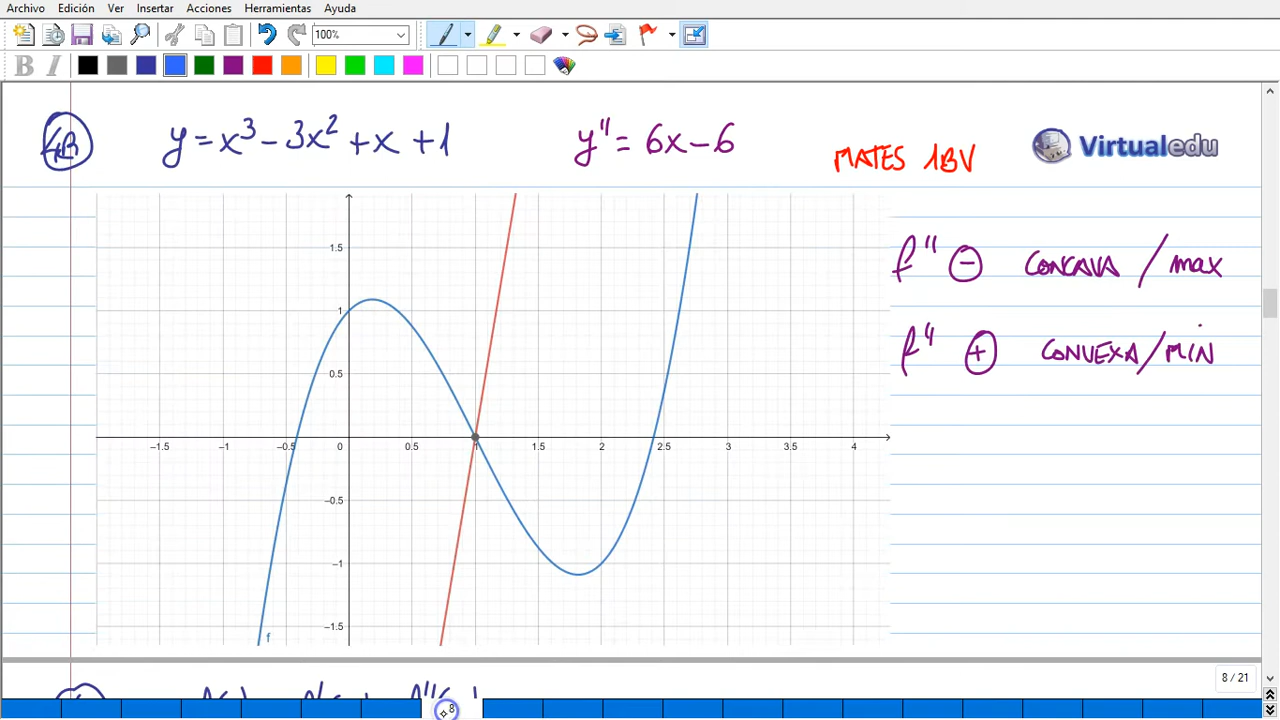 Archivo Edición Ver Insertar Acciones Herramientas Ayuda
100%
B I
4B y = x³ - 3x² + x + 1 y'' = 6x - 6 MATES 1BV Virtualedu
f'' ⊖ CONCAVA / max
f'' ⊕ CONVEXA / MIN
1.5
1
0.5
−1.5 −1 −0.5 0 0.5 1 1.5 2 2.5 3 3.5 4
−0.5
−1
−1.5
f
8 / 21
8